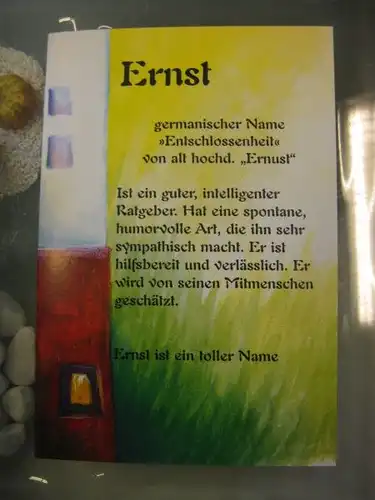 Ernst
germanischer Name
»Entschlossenheit«
von alt hochd. „Ernust“
Ist ein guter, intelligenter
Ratgeber. Hat eine spontane,
humorvolle Art, die ihn sehr
sympathisch macht. Er ist
hilfsbereit und verlässlich. Er
wird von seinen Mitmenschen
geschätzt.
Ernst ist ein toller Name